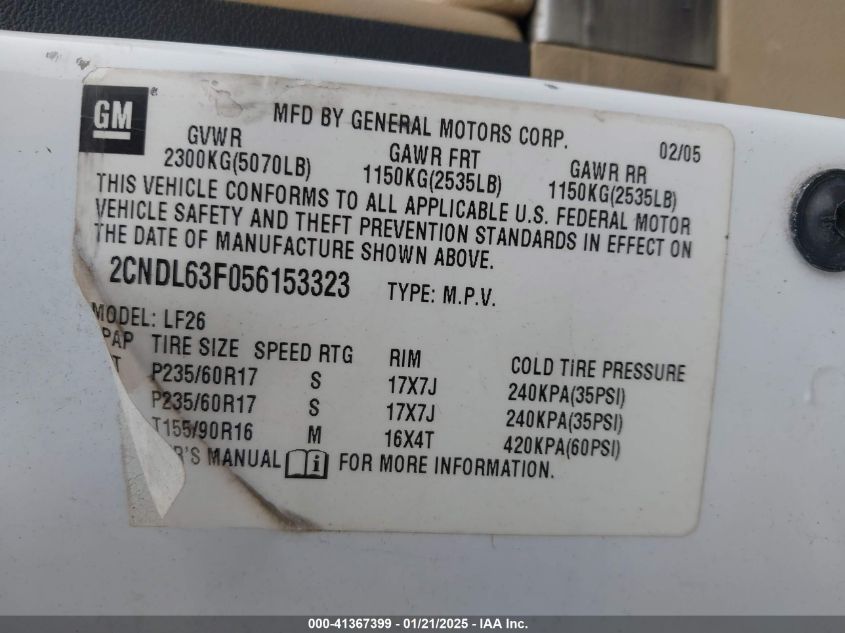 GM
MFD BY GENERAL MOTORS CORP. 02/05
GVWR GAWR FRT GAWR RR
2300KG(5070LB) 1150KG(2535LB) 1150KG(2535LB)
THIS VEHICLE CONFORMS TO ALL APPLICABLE U.S. FEDERAL MOTOR
VEHICLE SAFETY AND THEFT PREVENTION STANDARDS IN EFFECT ON
THE DATE OF MANUFACTURE SHOWN ABOVE.
2CNDL63F056153323 TYPE: M.P.V.
MODEL: LF26
TIRE SIZE SPEED RTG RIM COLD TIRE PRESSURE
P235/60R17 S 17X7J 240KPA(35PSI)
P235/60R17 S 17X7J 240KPA(35PSI)
T155/90R16 M 16X4T 420KPA(60PSI)
'S MANUAL FOR MORE INFORMATION.
000-41367399 / 01/21/2025 - IAA Inc.